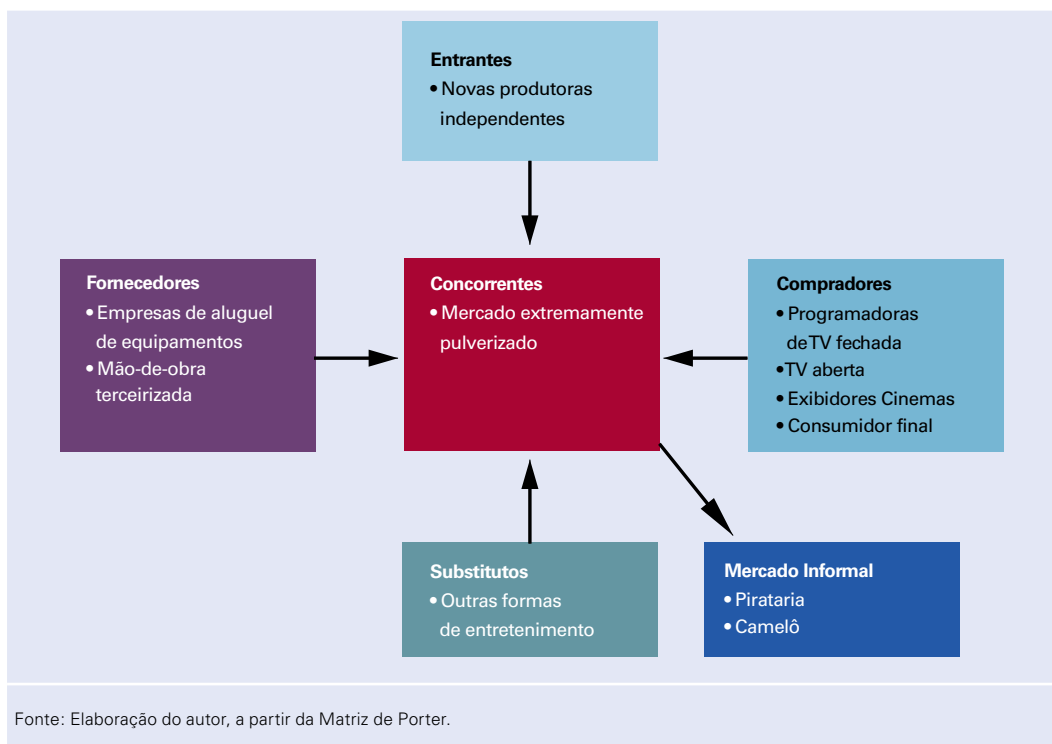 Entrantes
• Novas produtoras
independentes
Fornecedores
• Empresas de aluguel
de equipamentos
• Mão-de-obra
terceirizada
Concorrentes
• Mercado extremamente
pulverizado
Compradores
• Programadoras
de TV fechada
• TV aberta
• Exibidores Cinemas
• Consumidor final
Substitutos
• Outras formas
de entretenimento
Mercado Informal
• Pirataria
• Camelô
Fonte: Elaboração do autor, a partir da Matriz de Porter.